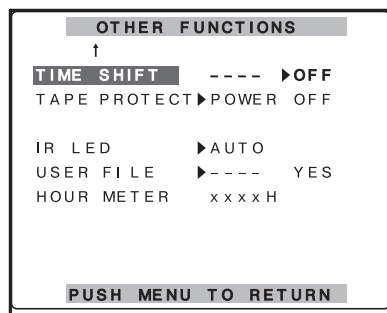 OTHER FUNCTIONS
↑
TIME SHIFT ---- ▶OFF
TAPE PROTECT▶POWER OFF
IR LED ▶AUTO
USER FILE ▶---- YES
HOUR METER xxxxH
PUSH MENU TO RETURN